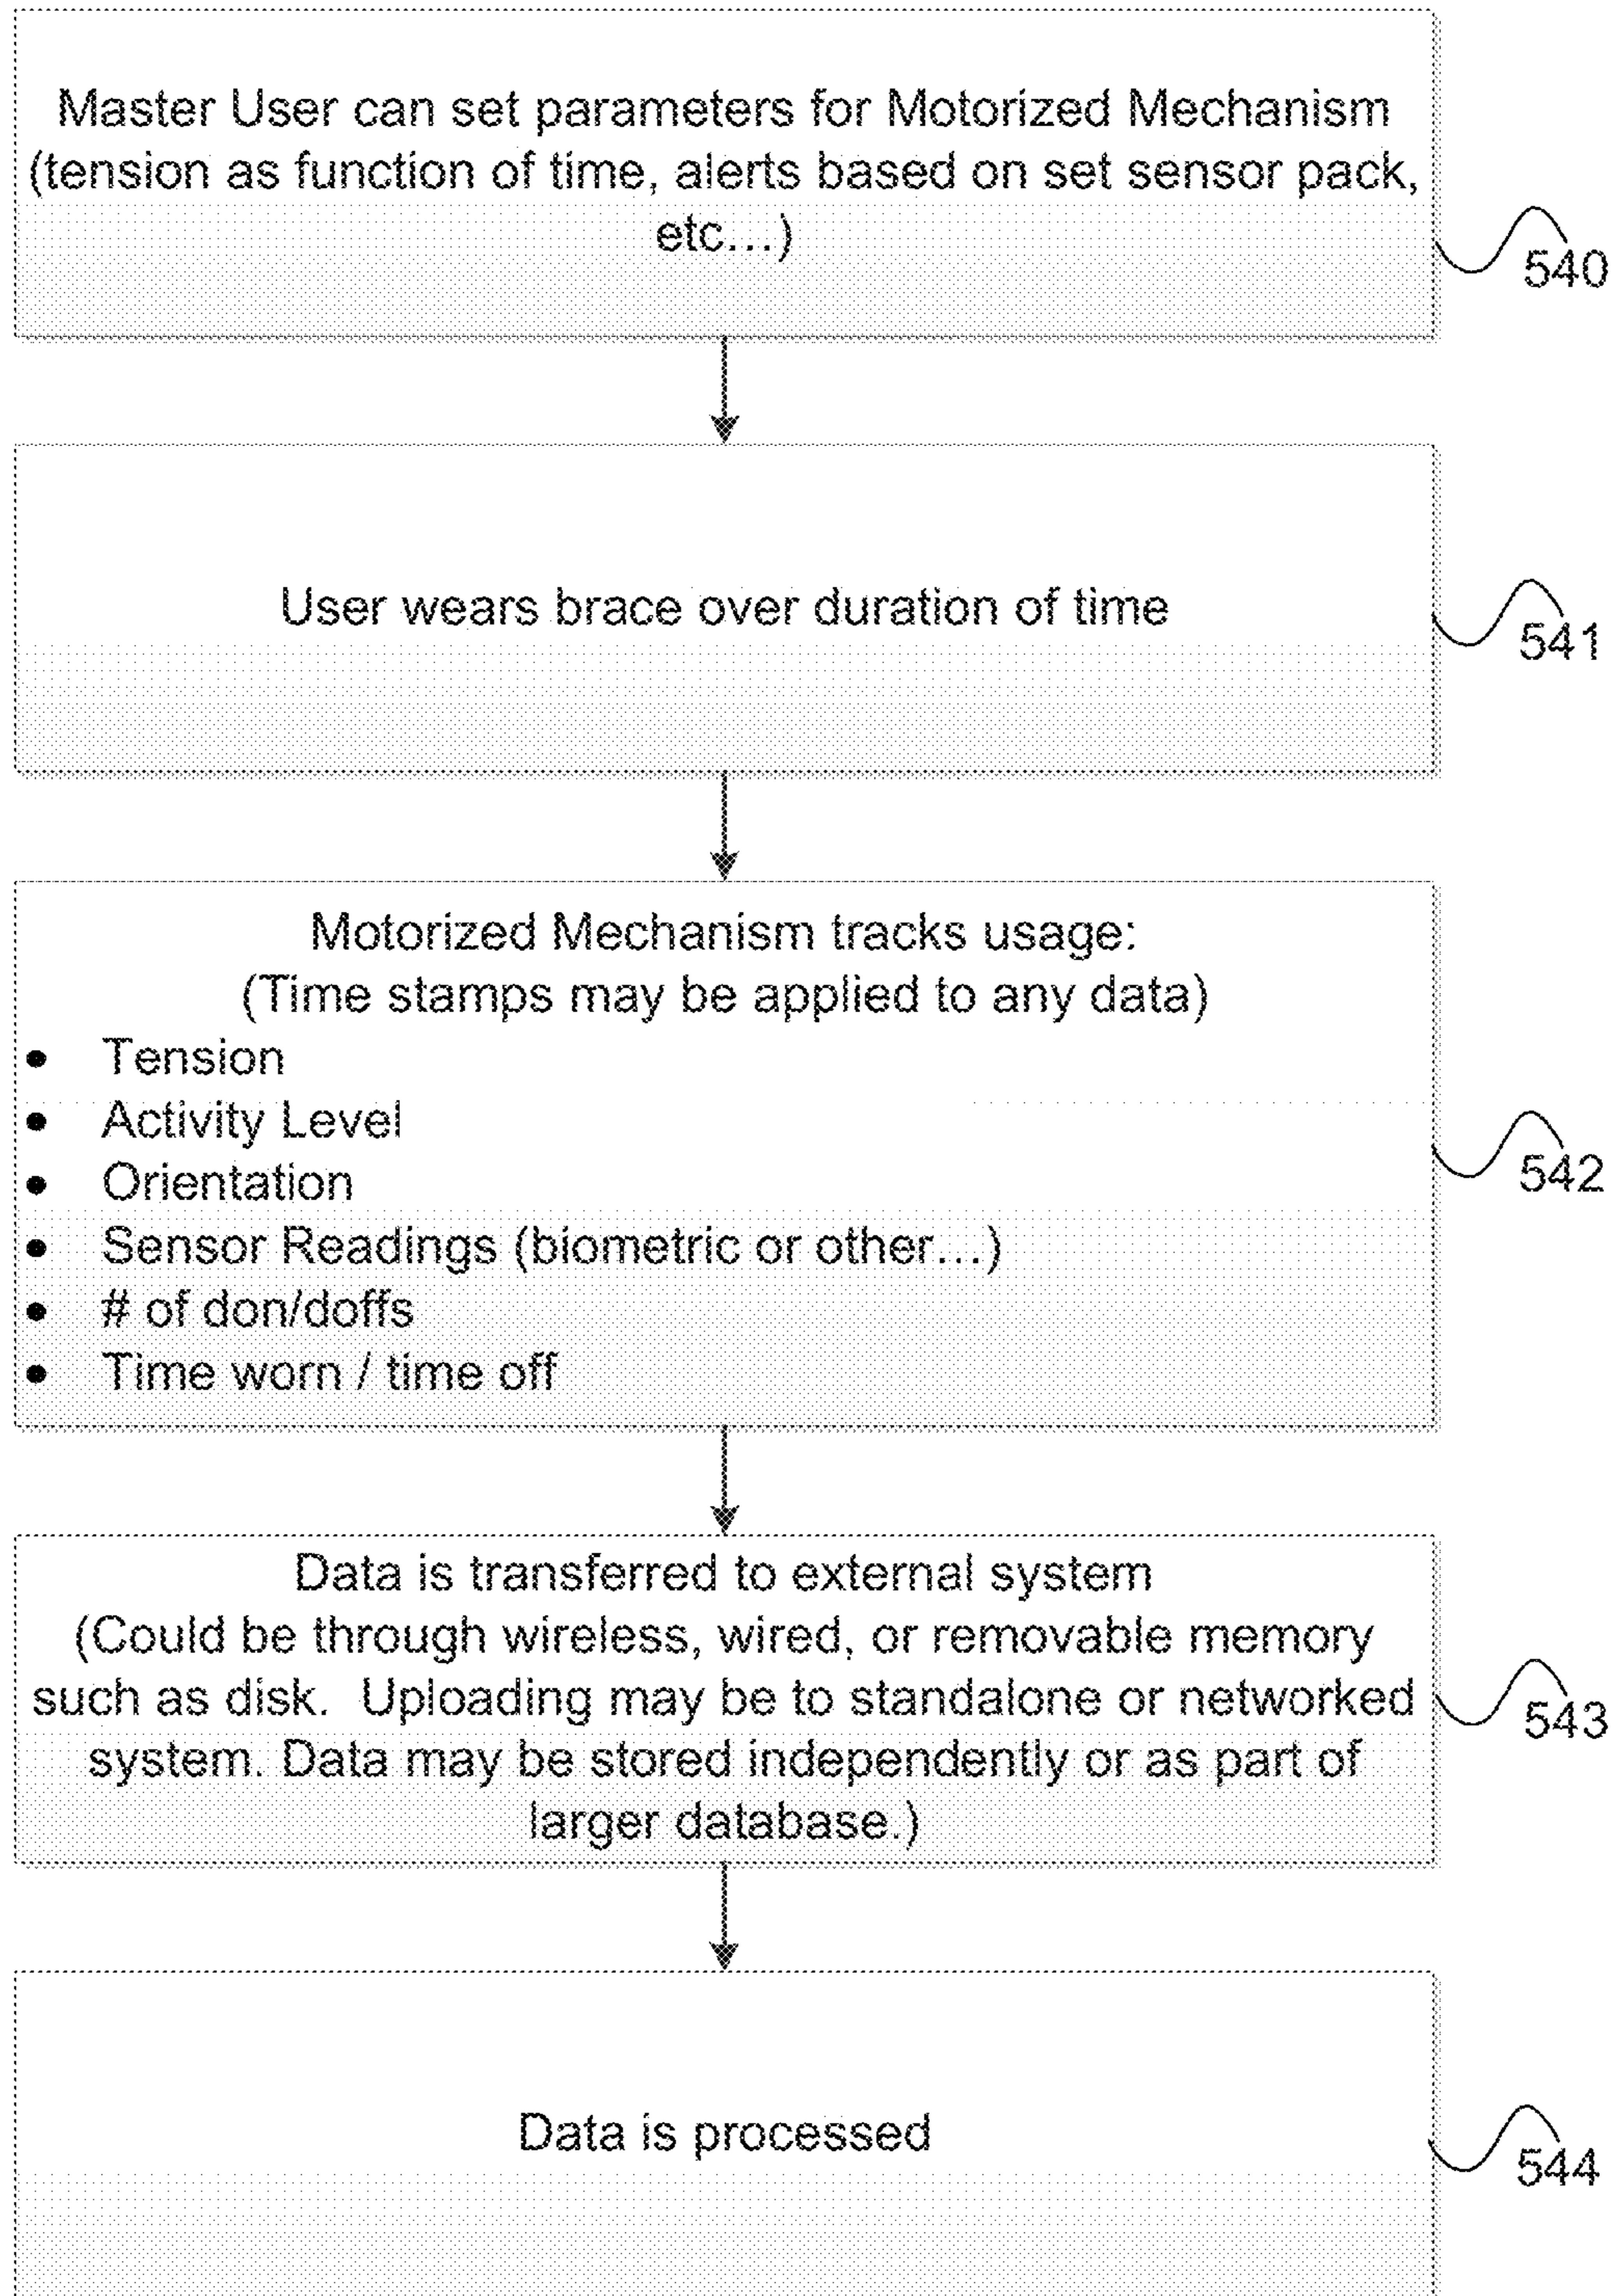 Master User can set parameters for Motorized Mechanism
(tension as function of time, alerts based on set sensor pack,
etc...)
540
User wears brace over duration of time
541
Motorized Mechanism tracks usage:
(Time stamps may be applied to any data)
• Tension
• Activity Level
• Orientation
• Sensor Readings (biometric or other...)
• # of don/doffs
• Time worn / time off
542
Data is transferred to external system
(Could be through wireless, wired, or removable memory
such as disk.  Uploading may be to standalone or networked
system. Data may be stored independently or as part of
larger database.)
543
Data is processed
544